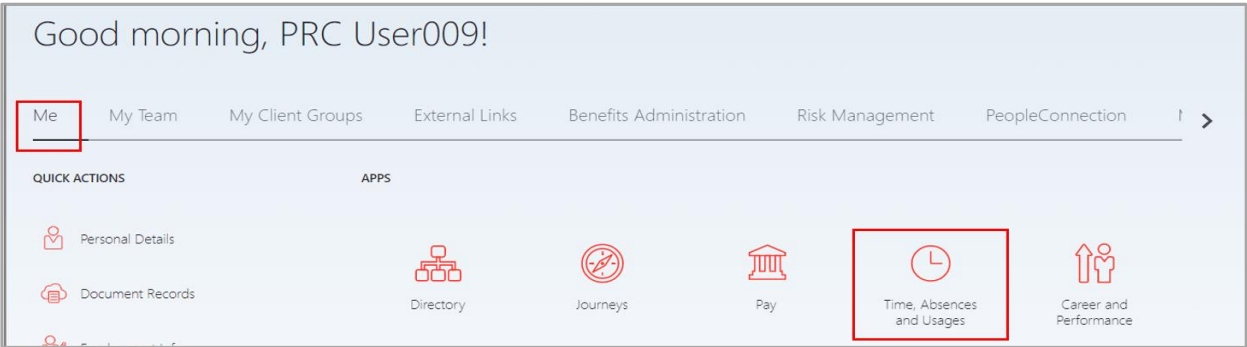 Good morning, PRC User009!
Me My Team My Client Groups External Links Benefits Administration Risk Management PeopleConnection
QUICK ACTIONS APPS
Personal Details
Document Records
Directory Journeys Pay Time, Absences and Usages Career and Performance